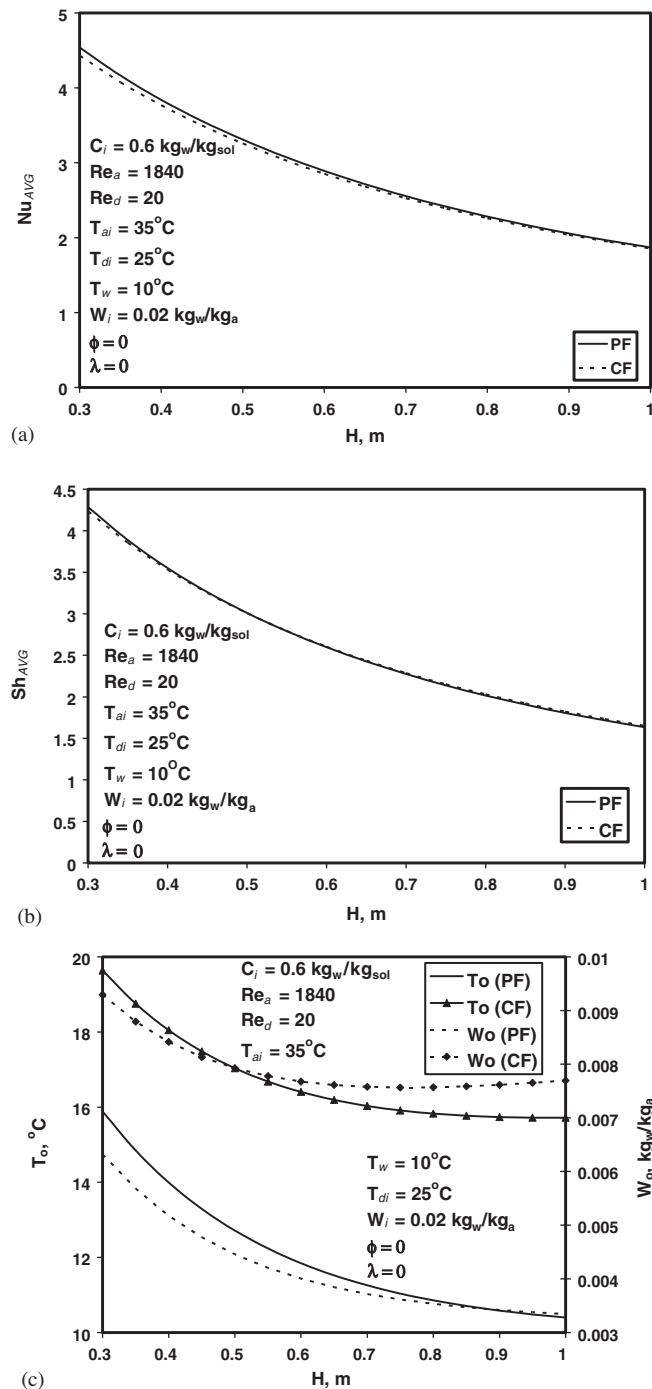 5
4
3
2
1
0
Nu_AVG
C_i = 0.6 kg_w/kg_sol
Re_a = 1840
Re_d = 20
T_ai = 35°C
T_di = 25°C
T_w = 10°C
W_i = 0.02 kg_w/kg_a
ϕ = 0
λ = 0
PF
CF
0.3 0.4 0.5 0.6 0.7 0.8 0.9 1
H, m
(a)
4.5
4
3.5
3
2.5
2
1.5
1
0.5
0
Sh_AVG
C_i = 0.6 kg_w/kg_sol
Re_a = 1840
Re_d = 20
T_ai = 35°C
T_di = 25°C
T_w = 10°C
W_i = 0.02 kg_w/kg_a
ϕ = 0
λ = 0
PF
CF
0.3 0.4 0.5 0.6 0.7 0.8 0.9 1
H, m
(b)
20
18
16
14
12
10
T_o, °C
C_i = 0.6 kg_w/kg_sol
Re_a = 1840
Re_d = 20
T_ai = 35°C
To (PF)
To (CF)
Wo (PF)
Wo (CF)
T_w = 10°C
T_di = 25°C
W_i = 0.02 kg_w/kg_a
ϕ = 0
λ = 0
0.01
0.009
0.008
0.007
0.006
0.005
0.004
0.003
W_o, kg_w/kg_a
0.3 0.4 0.5 0.6 0.7 0.8 0.9 1
H, m
(c)